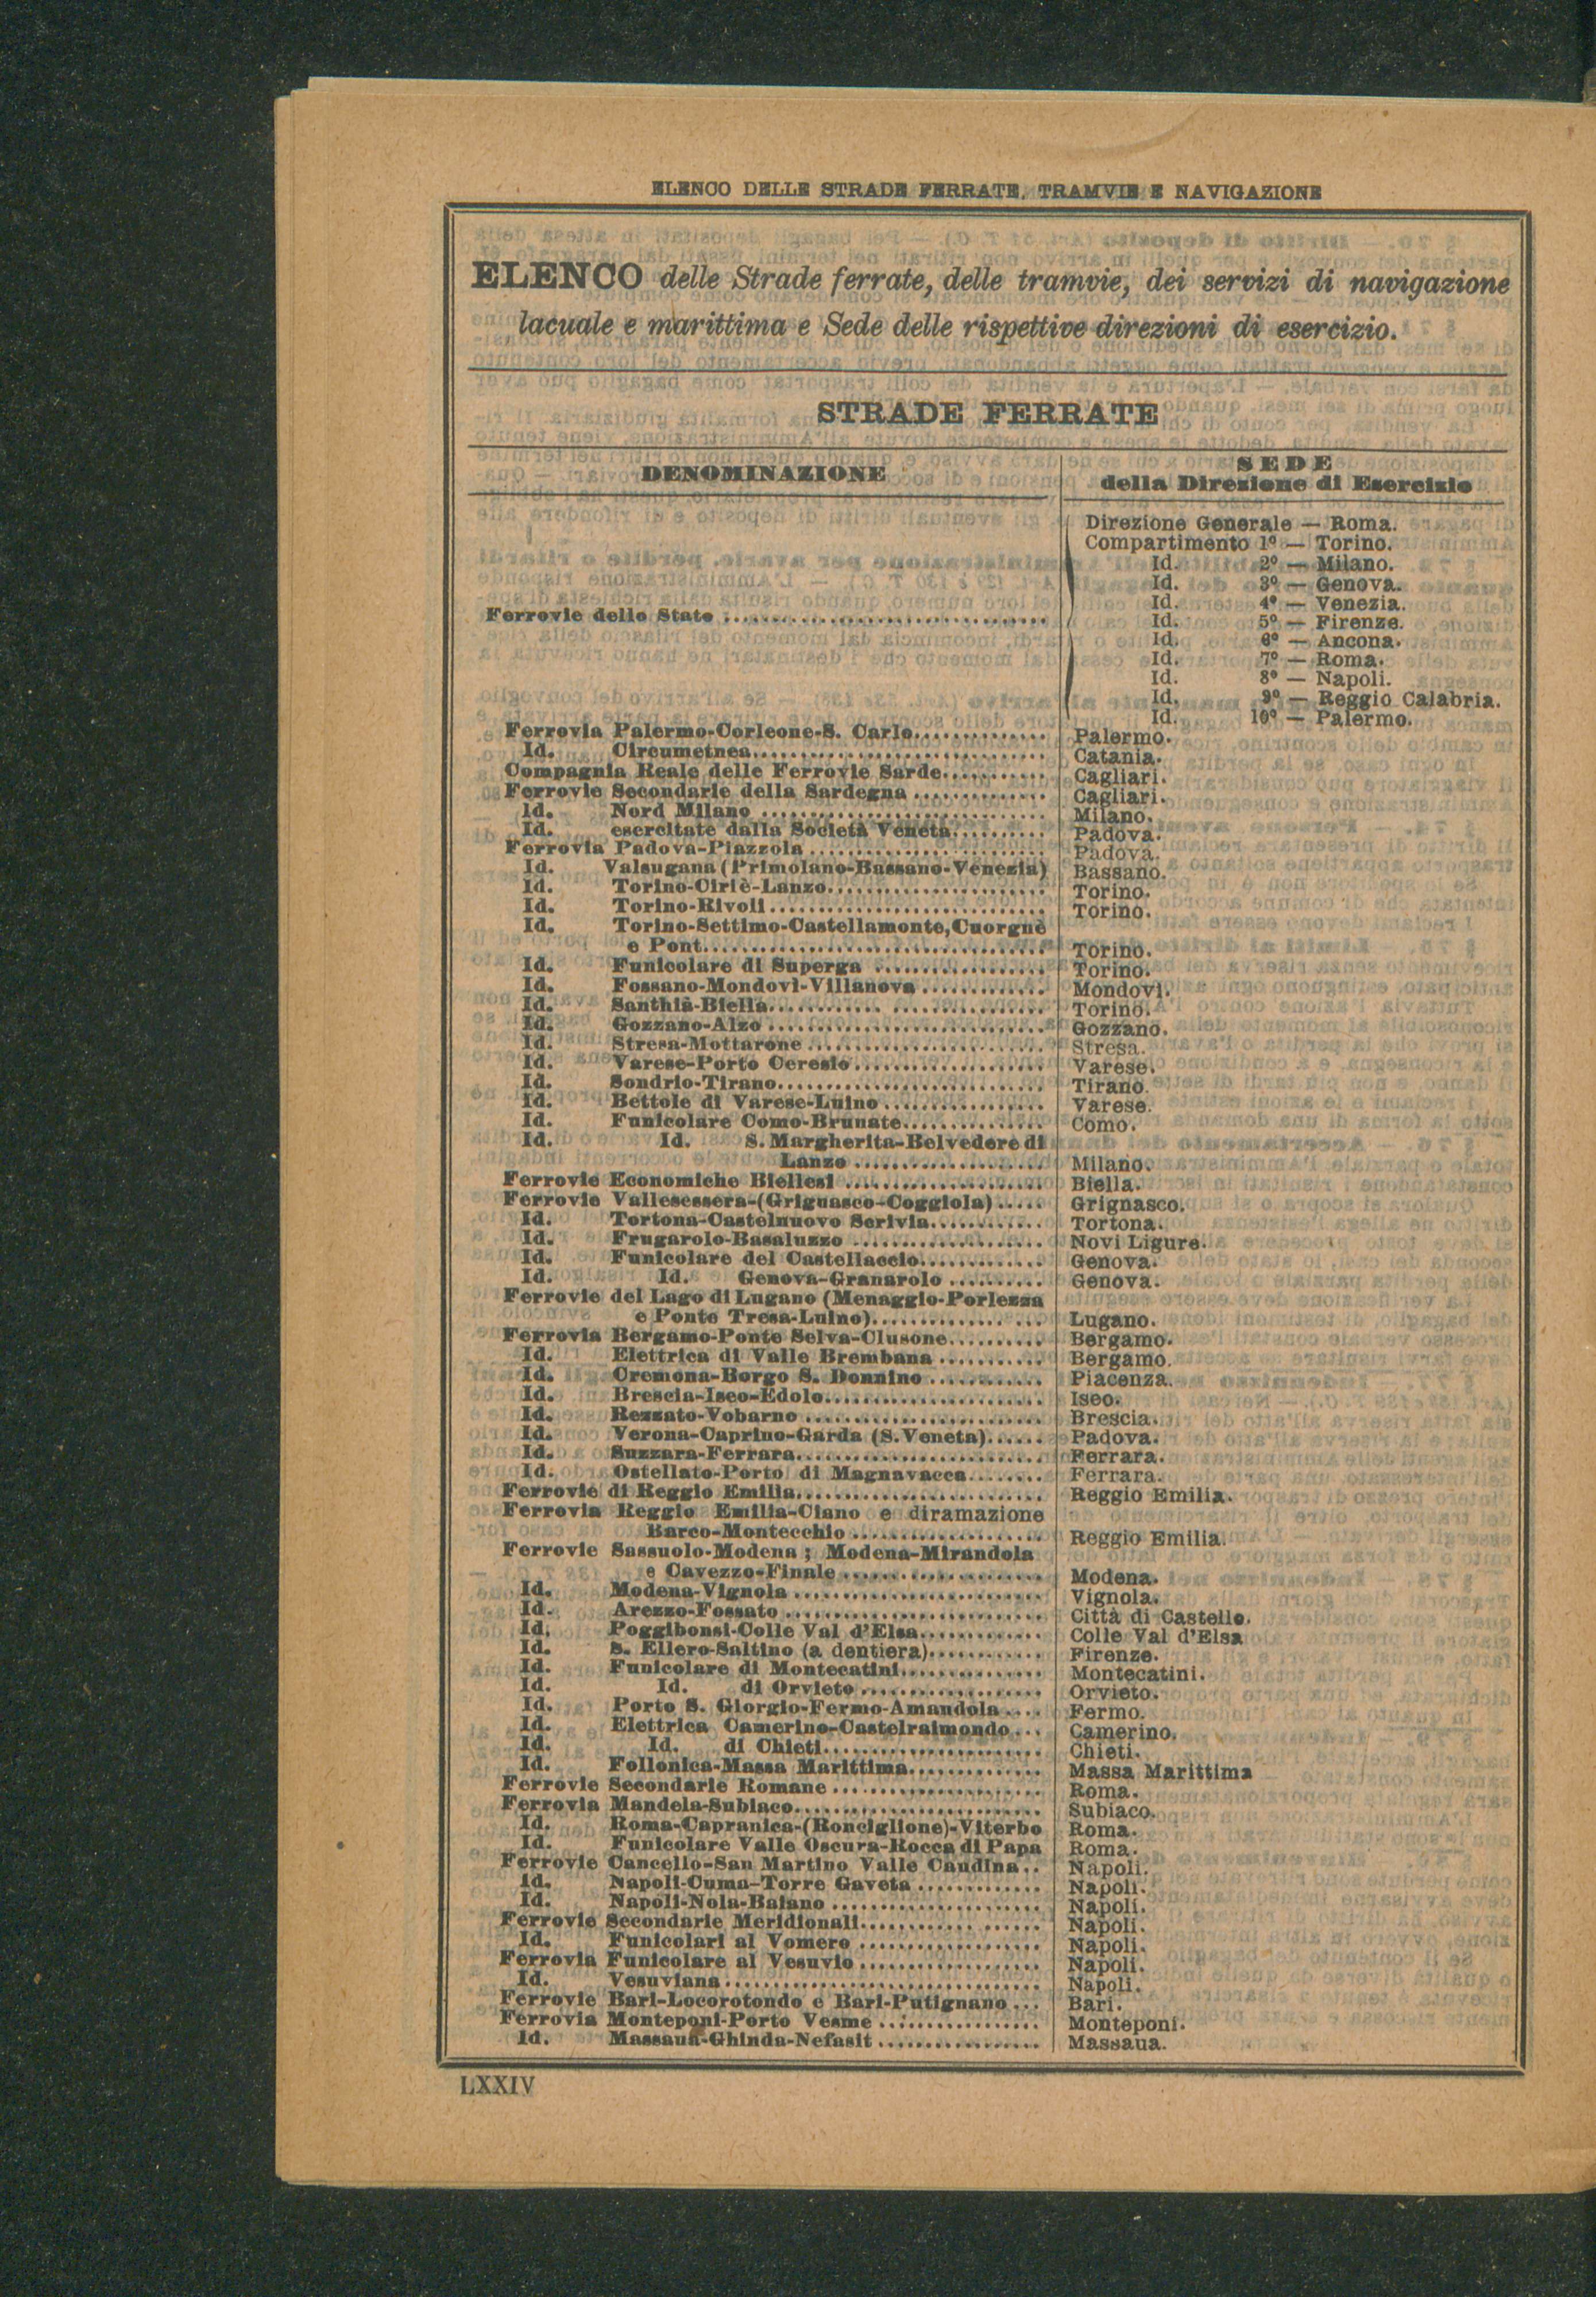 ELENCO DELLE STRADE FERRATE, TRAMVIE E NAVIGAZIONE
ELENCO delle Strade ferrate, delle tramvie, dei servizi di navigazione
lacuale e marittima e Sede delle rispettive direzioni di esercizio.
STRADE FERRATE
DENOMINAZIONE
SEDE
della Direzione di Esercizio
Ferrovie dello Stato
Direzione Generale — Roma.
Compartimento 1º — Torino.
Id. 2º — Milano.
Id. 3º — Genova.
Id. 4º — Venezia.
Id. 5º — Firenze.
Id. 6º — Ancona.
Id. 7º — Roma.
Id. 8º — Napoli.
Id. 9º — Reggio Calabria.
Id. 10º — Palermo.
Ferrovia Palermo-Corleone-S. Carlo.............. Palermo.
Id. Circumetnea.............................. Catania.
Compagnia Reale delle Ferrovie Sarde........... Cagliari.
Ferrovie Secondarie della Sardegna .............. Cagliari.
Id. Nord Milano .............................. Milano.
Id. esercitate dalla Società Veneta.......... Padova.
Ferrovia Padova-Piazzola ......................... Padova.
Id. Valsugana (Primolano-Bassano-Venezia) Bassano.
Id. Torino-Ciriè-Lanzo....................... Torino.
Id. Torino-Rivoli............................. Torino.
Id. Torino-Settimo-Castellamonte, Cuorgnè
e Pont.................................... Torino.
Id. Funicolare di Superga .................. Torino.
Id. Fossano-Mondovì-Villanova ............. Mondovì.
Id. Santhià-Biella............ ................ Torino.
Id. Gozzano-Alzo ............................. Gozzano.
Id. Stresa-Mottarone ......................... Stresa.
Id. Varese-Porto Ceresio.................... Varese.
Id. Sondrio-Tirano............................ Tirano.
Id. Bettole di Varese-Luino ................. Varese.
Id. Funicolare Como-Brunate............... Como.
Id. Id. S. Margherita-Belvedere di
Lanzo .................... Milano.
Ferrovie Economiche Biellesi ..................... Biella.
Ferrovie Vallesessera-(Grignasco-Coggiola)..... Grignasco.
Id. Tortona-Castelnuovo Scrivia............ Tortona.
Id. Frugarolo-Basaluzzo .................... Novi Ligure.
Id. Funicolare del Castellaccio............. Genova.
Id. Id. Genova-Granarolo .......... Genova.
Ferrovie del Lago di Lugano (Menaggio-Porlezza
e Ponte Tresa-Luino).............. ... Lugano.
Ferrovia Bergamo-Ponte Selva-Clusone.......... Bergamo.
Id. Elettrica di Valle Brembana ........... Bergamo.
Id. Cremona-Borgo S. Donnino ............ Piacenza.
Id. Brescia-Iseo-Edolo....................... Iseo.
Id. Rezzato-Vobarno ......................... Brescia.
Id. Verona-Caprino-Garda (S. Veneta)...... Padova.
Id. Suzzara-Ferrara.......................... Ferrara.
Id. Ostellato-Porto di Magnavacca........ Ferrara.
Ferrovie di Reggio Emilia.......................... Reggio Emilia.
Ferrovia Reggio Emilia-Ciano e diramazione
Barco-Montecchio .................... Reggio Emilia.
Ferrovie Sassuolo-Modena ; Modena-Mirandola
e Cavezzo-Finale ..................... Modena.
Id. Modena-Vignola .......................... Vignola.
Id. Arezzo-Fossato ........................... Città di Castello.
Id. Poggibonsi-Colle Val d'Elsa............. Colle Val d'Elsa
Id. S. Ellero-Saltino (a dentiera)............ Firenze.
Id. Funicolare di Montecatini............... Montecatini.
Id. Id. di Orvieto ................... Orvieto.
Id. Porto S. Giorgio-Fermo-Amandola.... Fermo.
Id. Elettrica Camerino-Castelraimondo... Camerino.
Id. Id. di Chieti....................... Chieti.
Id. Follonica-Massa Marittima.............. Massa Marittima
Ferrovie Secondarie Romane ...................... Roma.
Ferrovia Mandela-Subiaco.......................... Subiaco.
Id. Roma-Capranica-(Ronciglione)-Viterbo Roma.
Id. Funicolare Valle Oscura-Rocca di Papa Roma.
Ferrovie Cancello-San Martino Valle Caudina.. Napoli.
Id. Napoli-Cuma-Torre Gaveta ............. Napoli.
Id. Napoli-Nola-Baiano ...................... Napoli.
Ferrovie Secondarie Meridionali............ ...... Napoli.
Id. Funicolari al Vomero ................... Napoli.
Ferrovia Funicolare al Vesuvio ................... Napoli.
Id. Vesuviana................................. Napoli.
Ferrovie Bari-Locorotondo e Bari-Putignano ... Bari.
Ferrovia Monteponi-Porto Vesme ................. Monteponi.
Id. Massaua-Ghinda-Nefasit ................. Massaua.
LXXIV